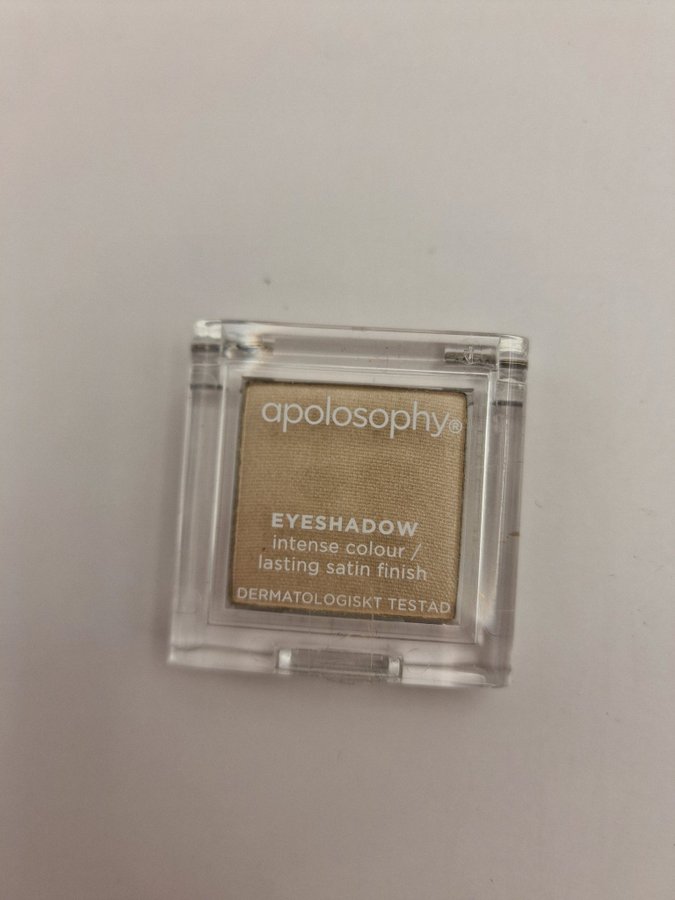 apolosophy®
EYESHADOW
intense colour /
lasting satin finish
DERMATOLOGISKT TESTAD